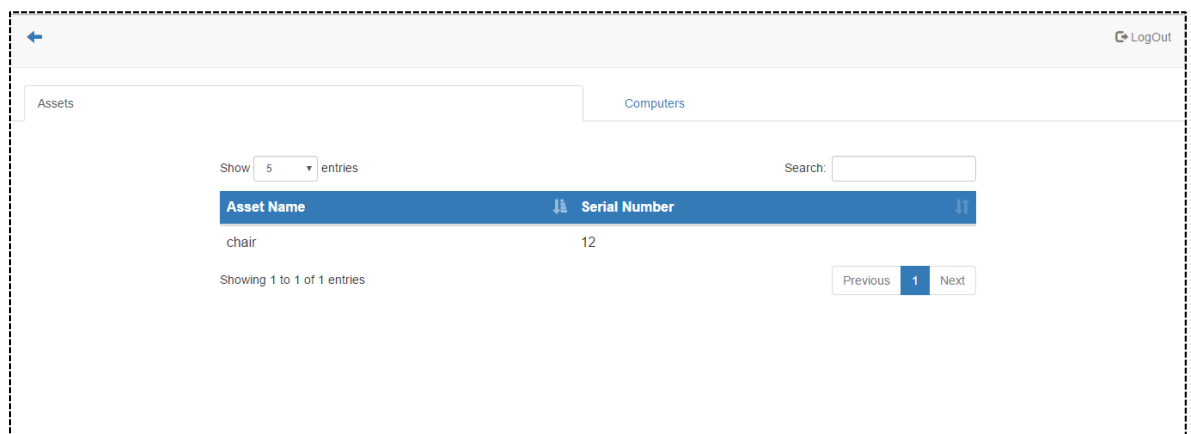 LogOut
Assets Computers
Show 5 entries Search:
Asset Name Serial Number
chair 12
Showing 1 to 1 of 1 entries Previous 1 Next